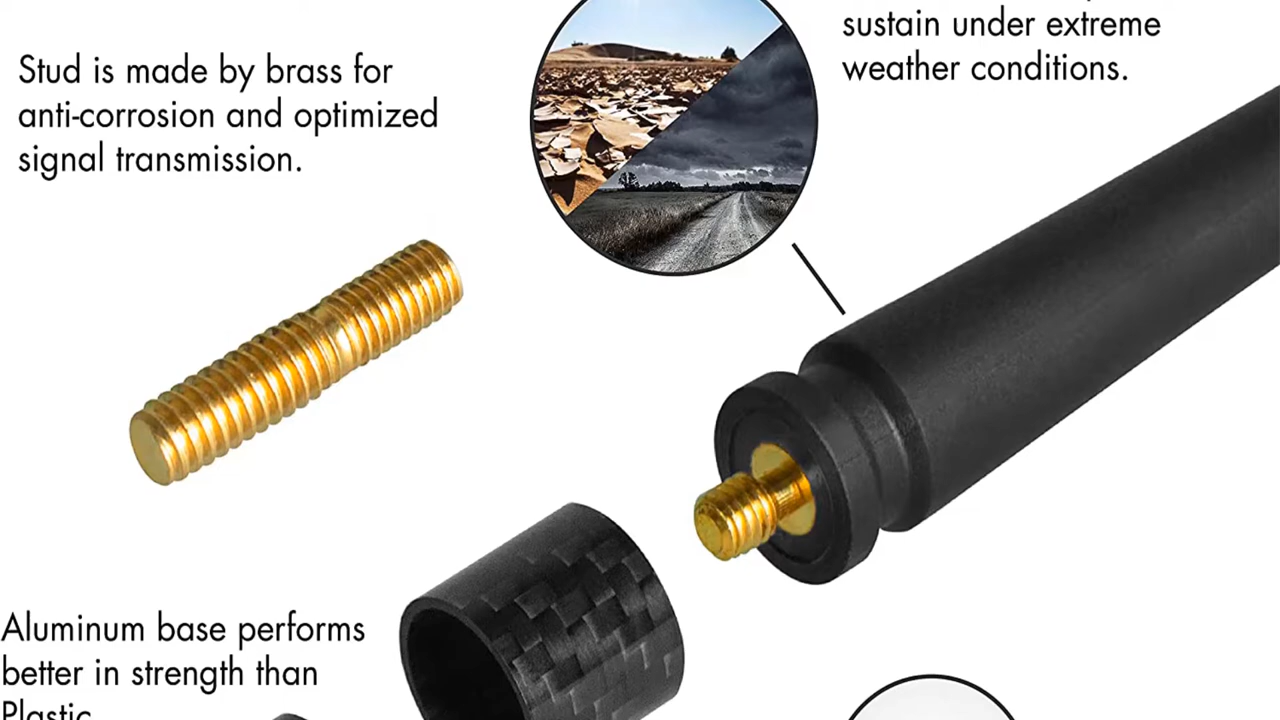 sustain under extreme
weather conditions.
Stud is made by brass for
anti-corrosion and optimized
signal transmission.
Aluminum base performs
better in strength than
Plastic